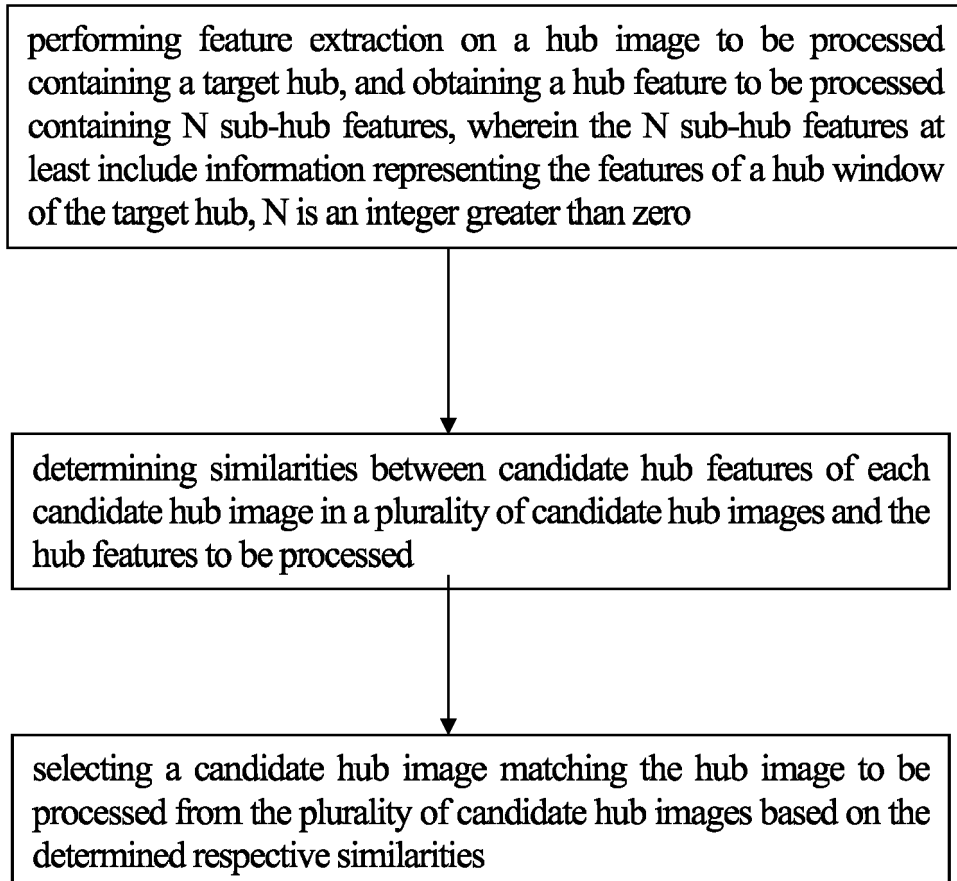 performing feature extraction on a hub image to be processed
containing a target hub, and obtaining a hub feature to be processed
containing N sub-hub features, wherein the N sub-hub features at
least include information representing the features of a hub window
of the target hub, N is an integer greater than zero
determining similarities between candidate hub features of each
candidate hub image in a plurality of candidate hub images and the
hub features to be processed
selecting a candidate hub image matching the hub image to be
processed from the plurality of candidate hub images based on the
determined respective similarities